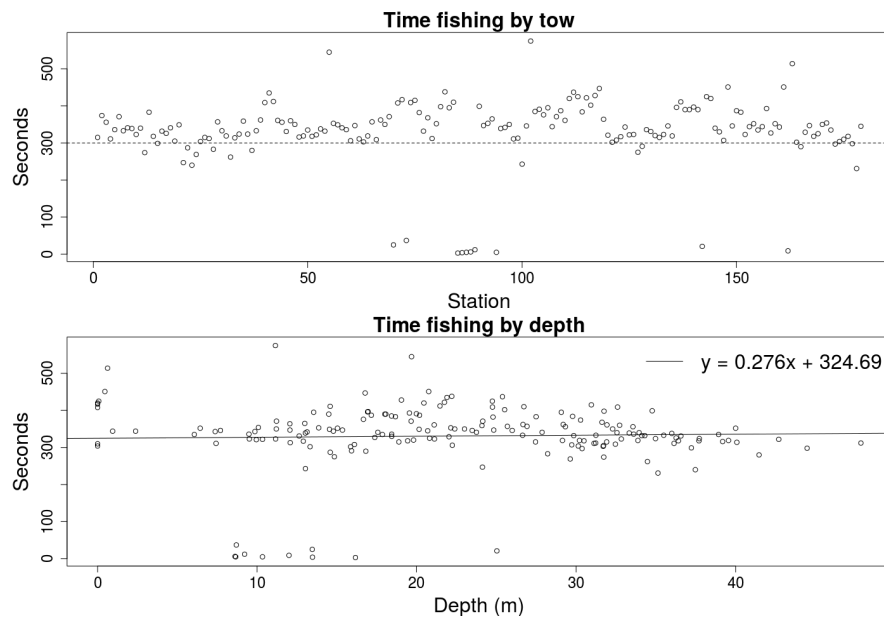 Time fishing by tow
Seconds
500
300
100
0
0 50 100 150
Station
Time fishing by depth
y = 0.276x + 324.69
Seconds
500
300
100
0
0 10 20 30 40
Depth (m)